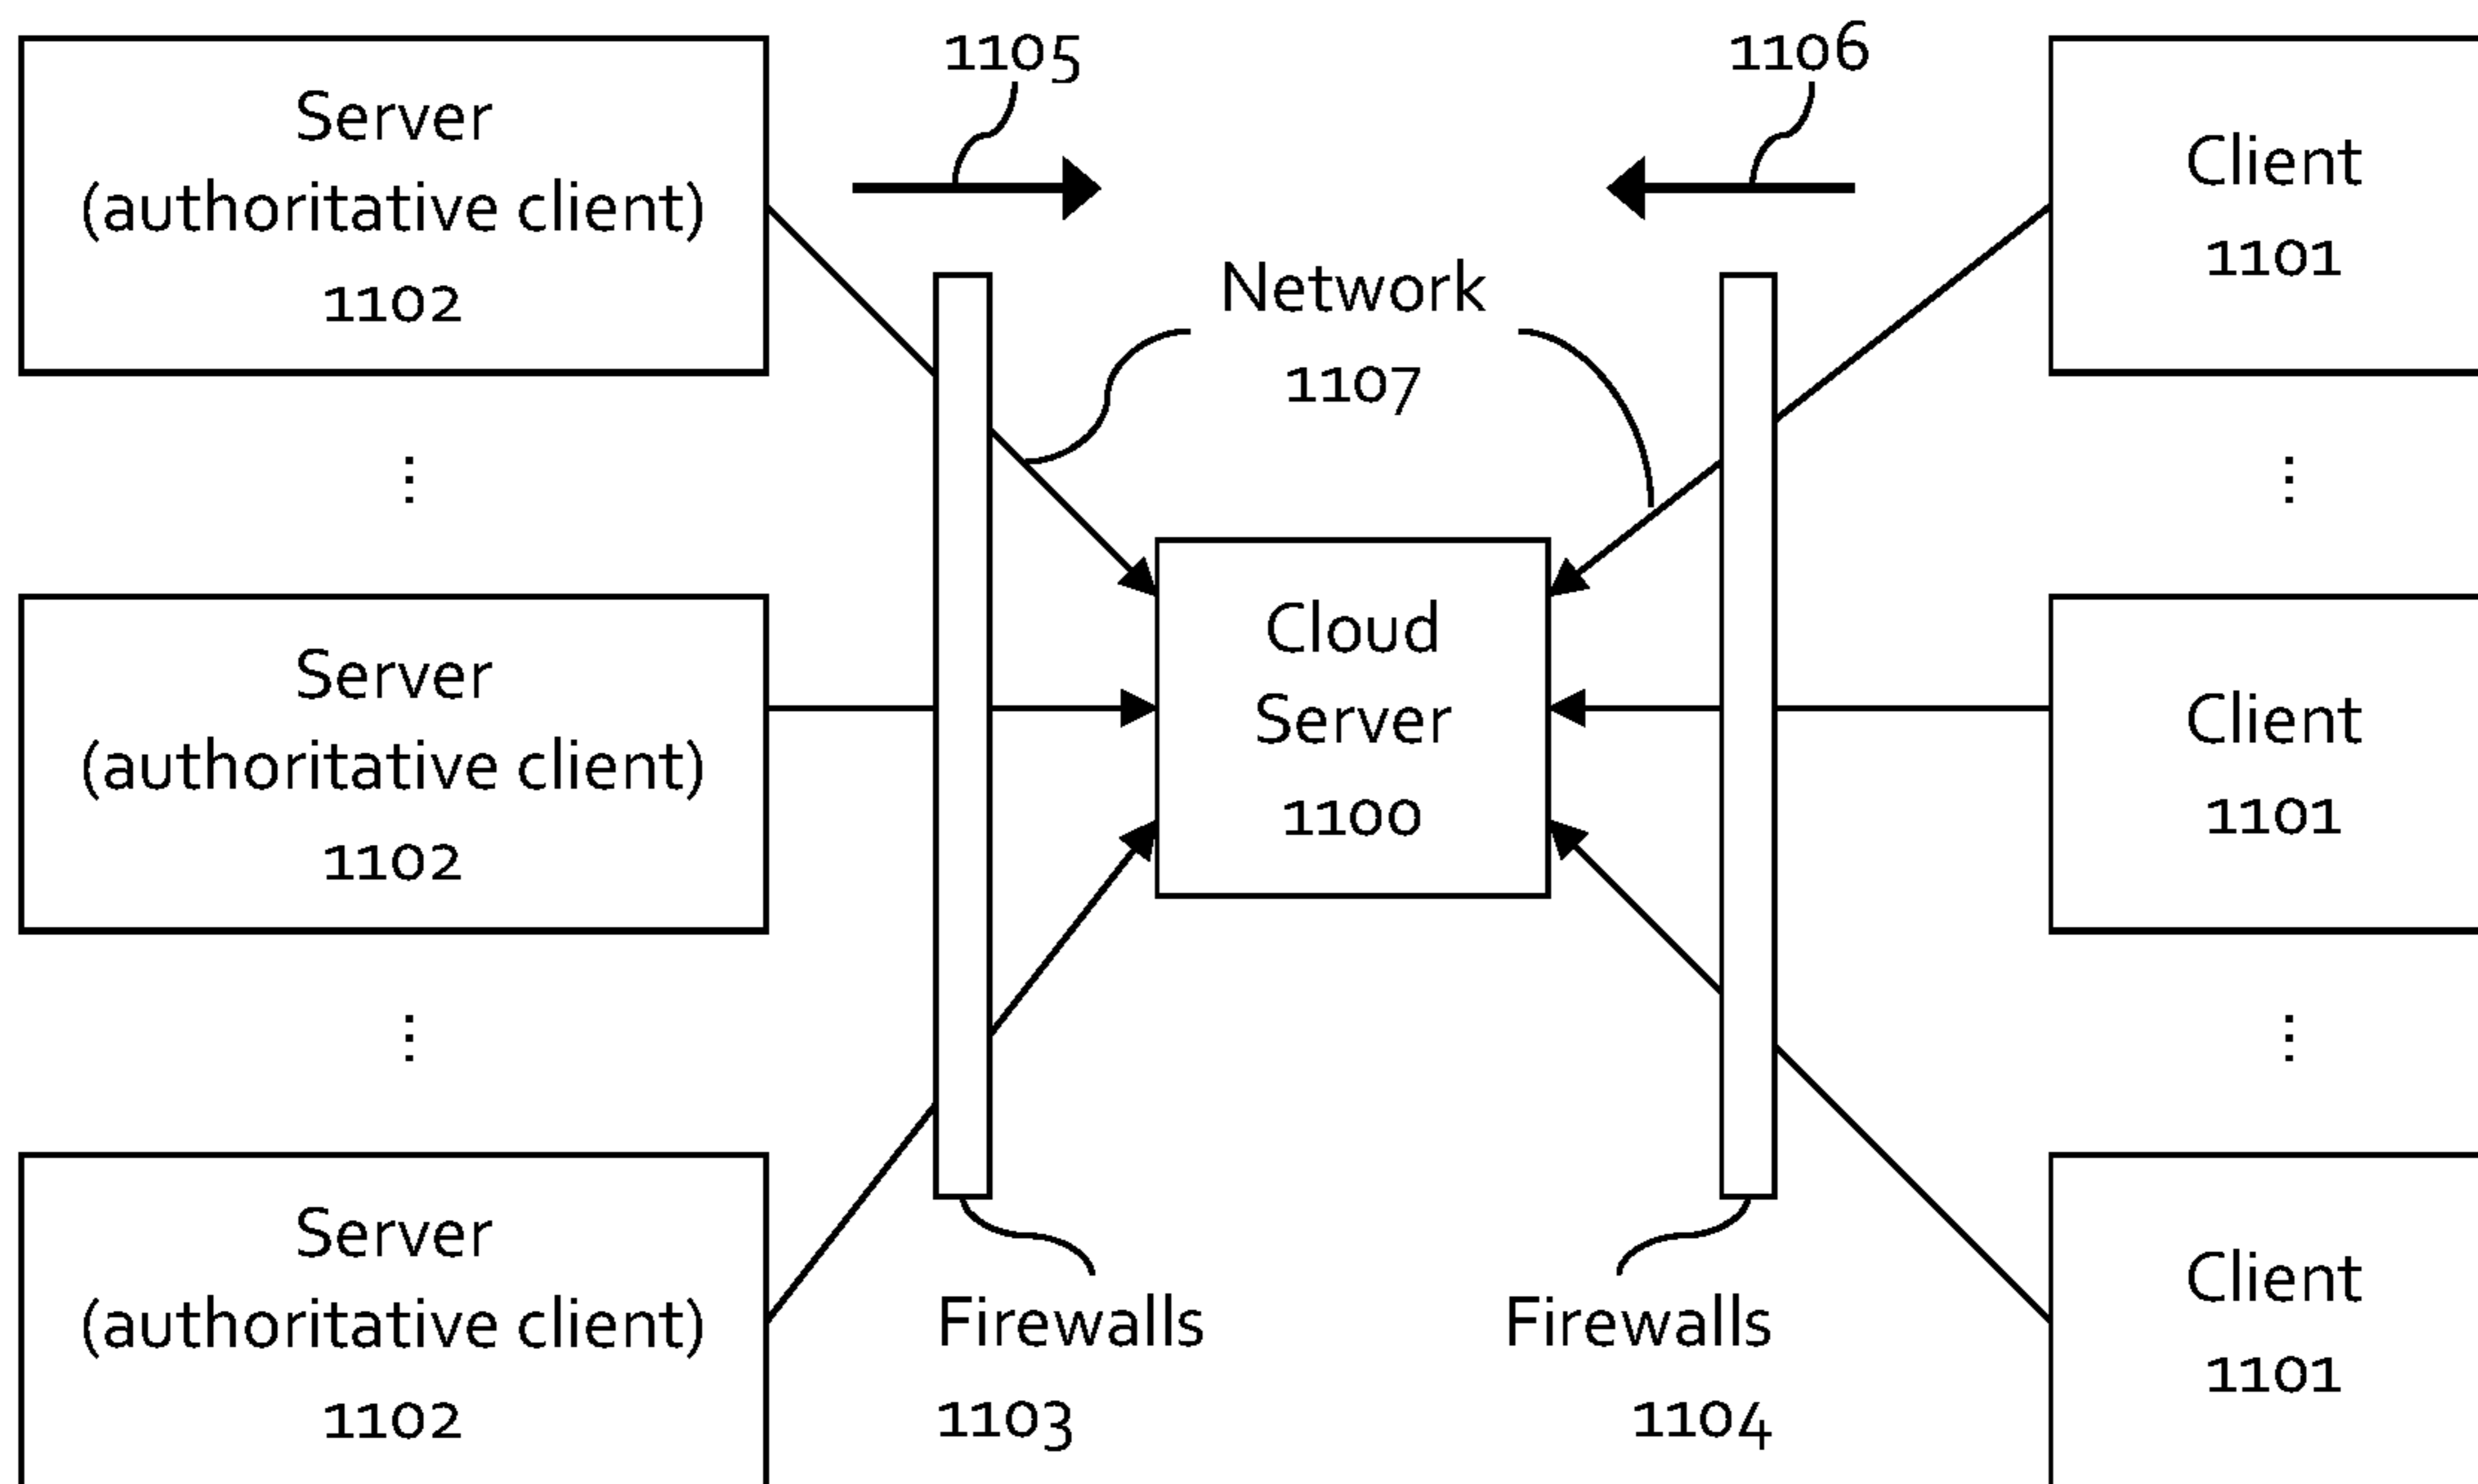 1105
1106
Server
(authoritative client)
1102
Client
1101
Network
1107
⋮
⋮
Server
(authoritative client)
1102
Cloud
Server
1100
Client
1101
⋮
⋮
Server
(authoritative client)
1102
Firewalls
1103
Firewalls
1104
Client
1101